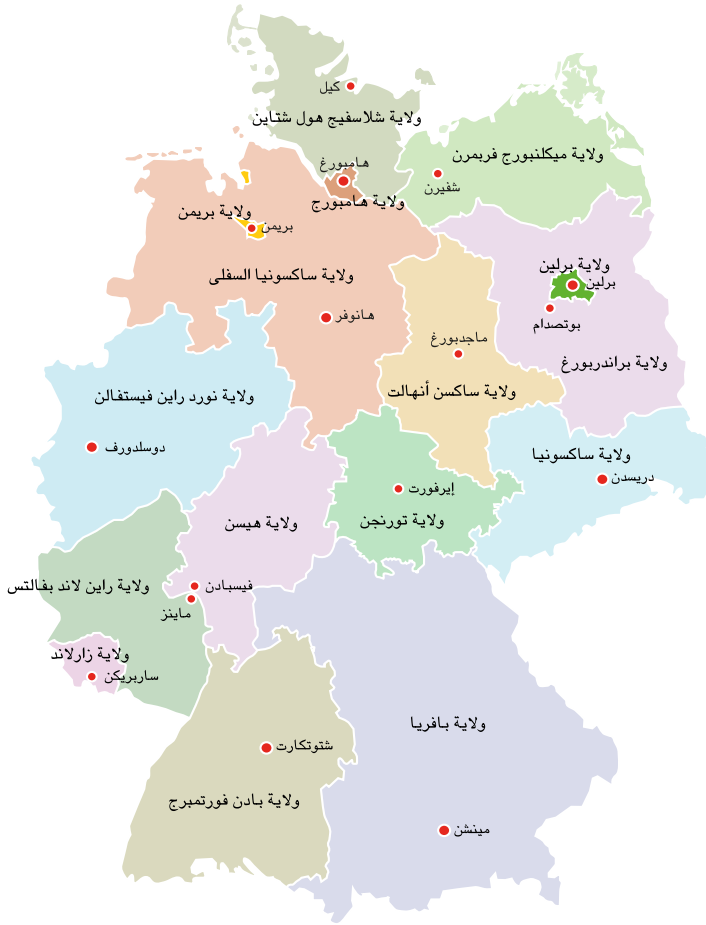 كيل
ولاية شلاسفيج هول شتاين
ولاية ميكلنبورج فربمرن
هامبورغ
شفيرن
ولاية هامبورج
ولاية بريمن
بريمن
ولاية برلين
برلين
ولاية ساكسونيا السفلى
هانوفر
بوتصدام
ماجدبورغ
ولاية براندربورغ
ولاية ساكسن أنهالت
ولاية نورد راين فيستفالن
دوسلدورف
ولاية ساكسونيا
دريسدن
إيرفورت
ولاية تورنجن
ولاية هيسن
ولاية راين لاند بفالتس
فيسبادن
ماينز
ولاية زارلاند
ساربريكن
ولاية بافريا
شتوتكارت
ولاية بادن فورتمبرج
مينشن